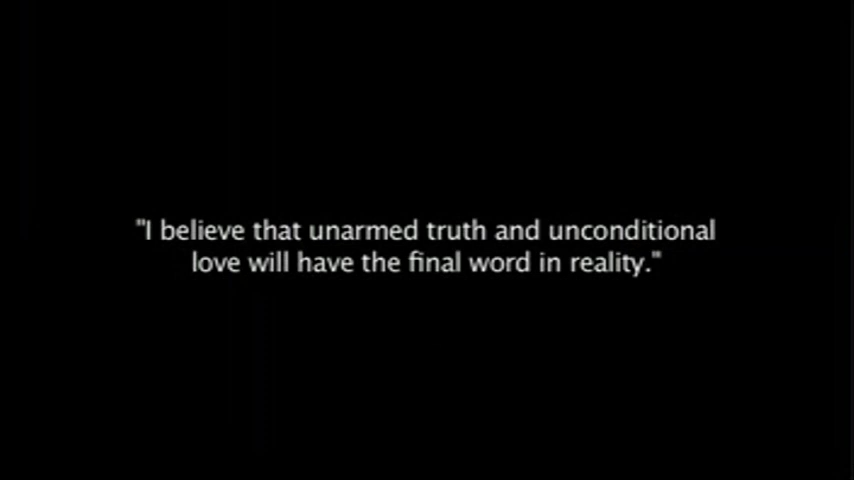 "I believe that unarmed truth and unconditional
love will have the final word in reality."